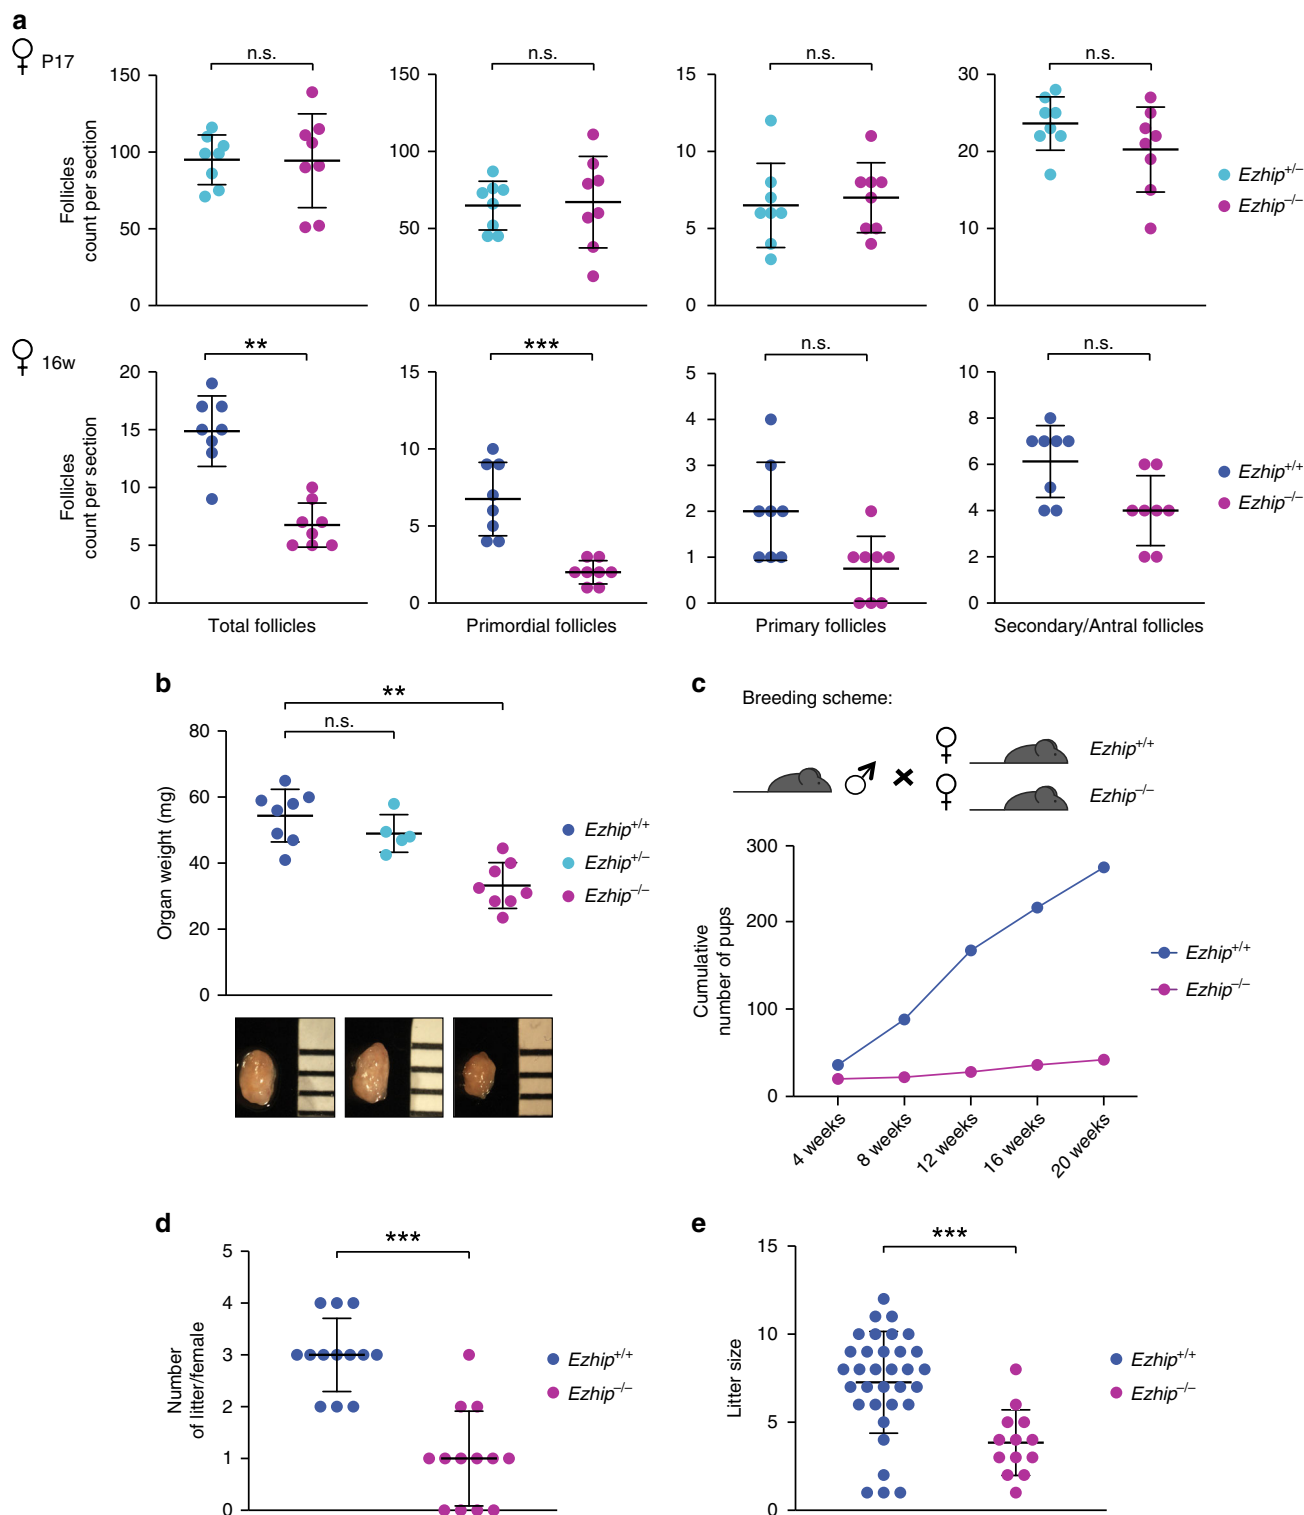 a
P17
n.s.
n.s.
n.s.
n.s.
Follicles
count per section
150
100
50
0
150
100
50
0
15
10
5
0
30
20
10
0
Ezhip+/–
Ezhip–/–
16w
**
***
n.s.
n.s.
Follicles
count per section
20
15
10
5
0
15
10
5
0
5
4
3
2
1
0
10
8
6
4
2
0
Ezhip+/+
Ezhip–/–
Total follicles
Primordial follicles
Primary follicles
Secondary/Antral follicles
b
**
n.s.
Organ weight (mg)
80
60
40
20
0
Ezhip+/+
Ezhip+/–
Ezhip–/–
c
Breeding scheme:
Ezhip+/+
Ezhip–/–
Cumulative
number of pups
300
200
100
0
4 weeks
8 weeks
12 weeks
16 weeks
20 weeks
Ezhip+/+
Ezhip–/–
d
***
Number
of litter/female
5
4
3
2
1
0
Ezhip+/+
Ezhip–/–
e
***
Litter size
15
10
5
0
Ezhip+/+
Ezhip–/–